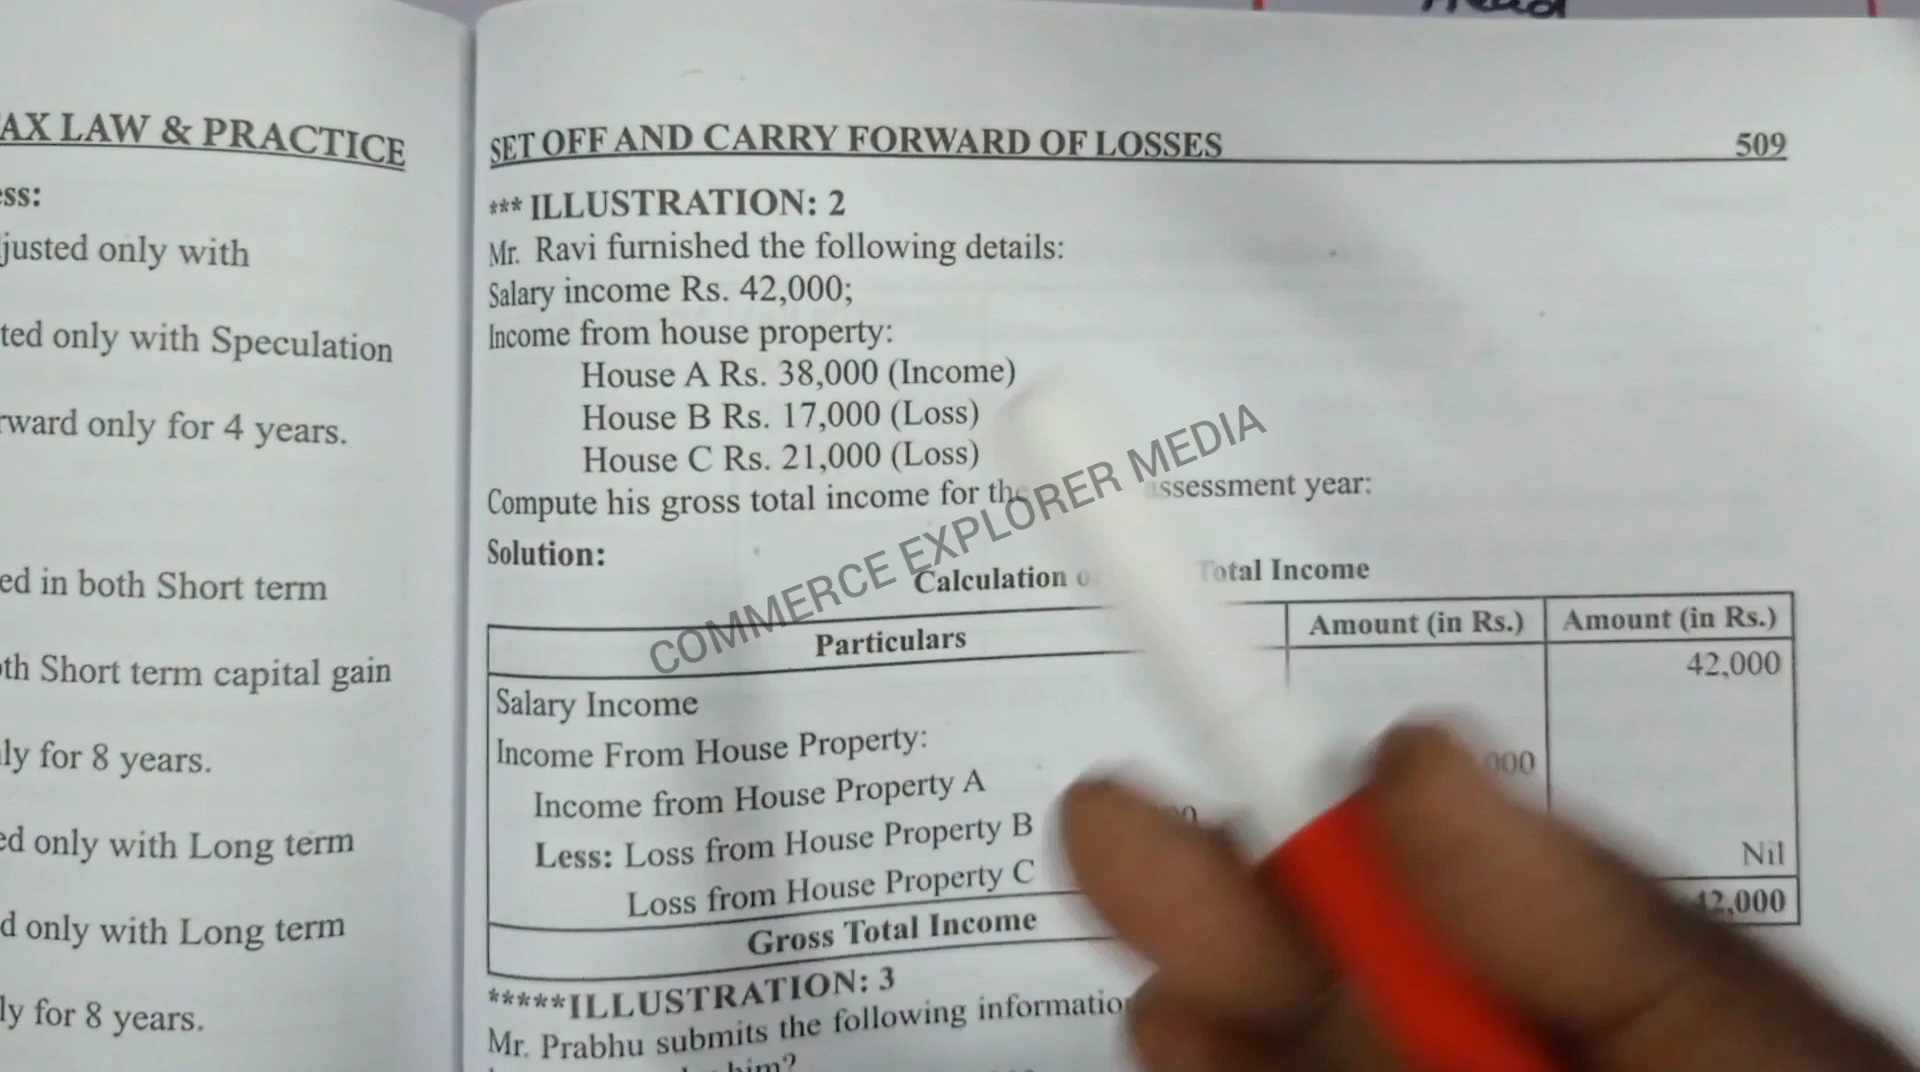 AX LAW & PRACTICE
ess:
justed only with
ted only with Speculation
rward only for 4 years.
ed in both Short term
th Short term capital gain
ly for 8 years.
ed only with Long term
d only with Long term
ly for 8 years.
SET OFF AND CARRY FORWARD OF LOSSES 509
*** ILLUSTRATION: 2
Mr. Ravi furnished the following details:
Salary income Rs. 42,000;
Income from house property:
House A Rs. 38,000 (Income)
House B Rs. 17,000 (Loss)
House C Rs. 21,000 (Loss)
Compute his gross total income for the assessment year:
Solution:
Calculation Total Income
Particulars Amount (in Rs.) Amount (in Rs.)
Salary Income 42,000
Income From House Property:
Income from House Property A 000
Less: Loss from House Property B
Loss from House Property C Nil
Gross Total Income 42,000
*****ILLUSTRATION: 3
Mr. Prabhu submits the following informatio
him?
COMMERCE EXPLORER MEDIA